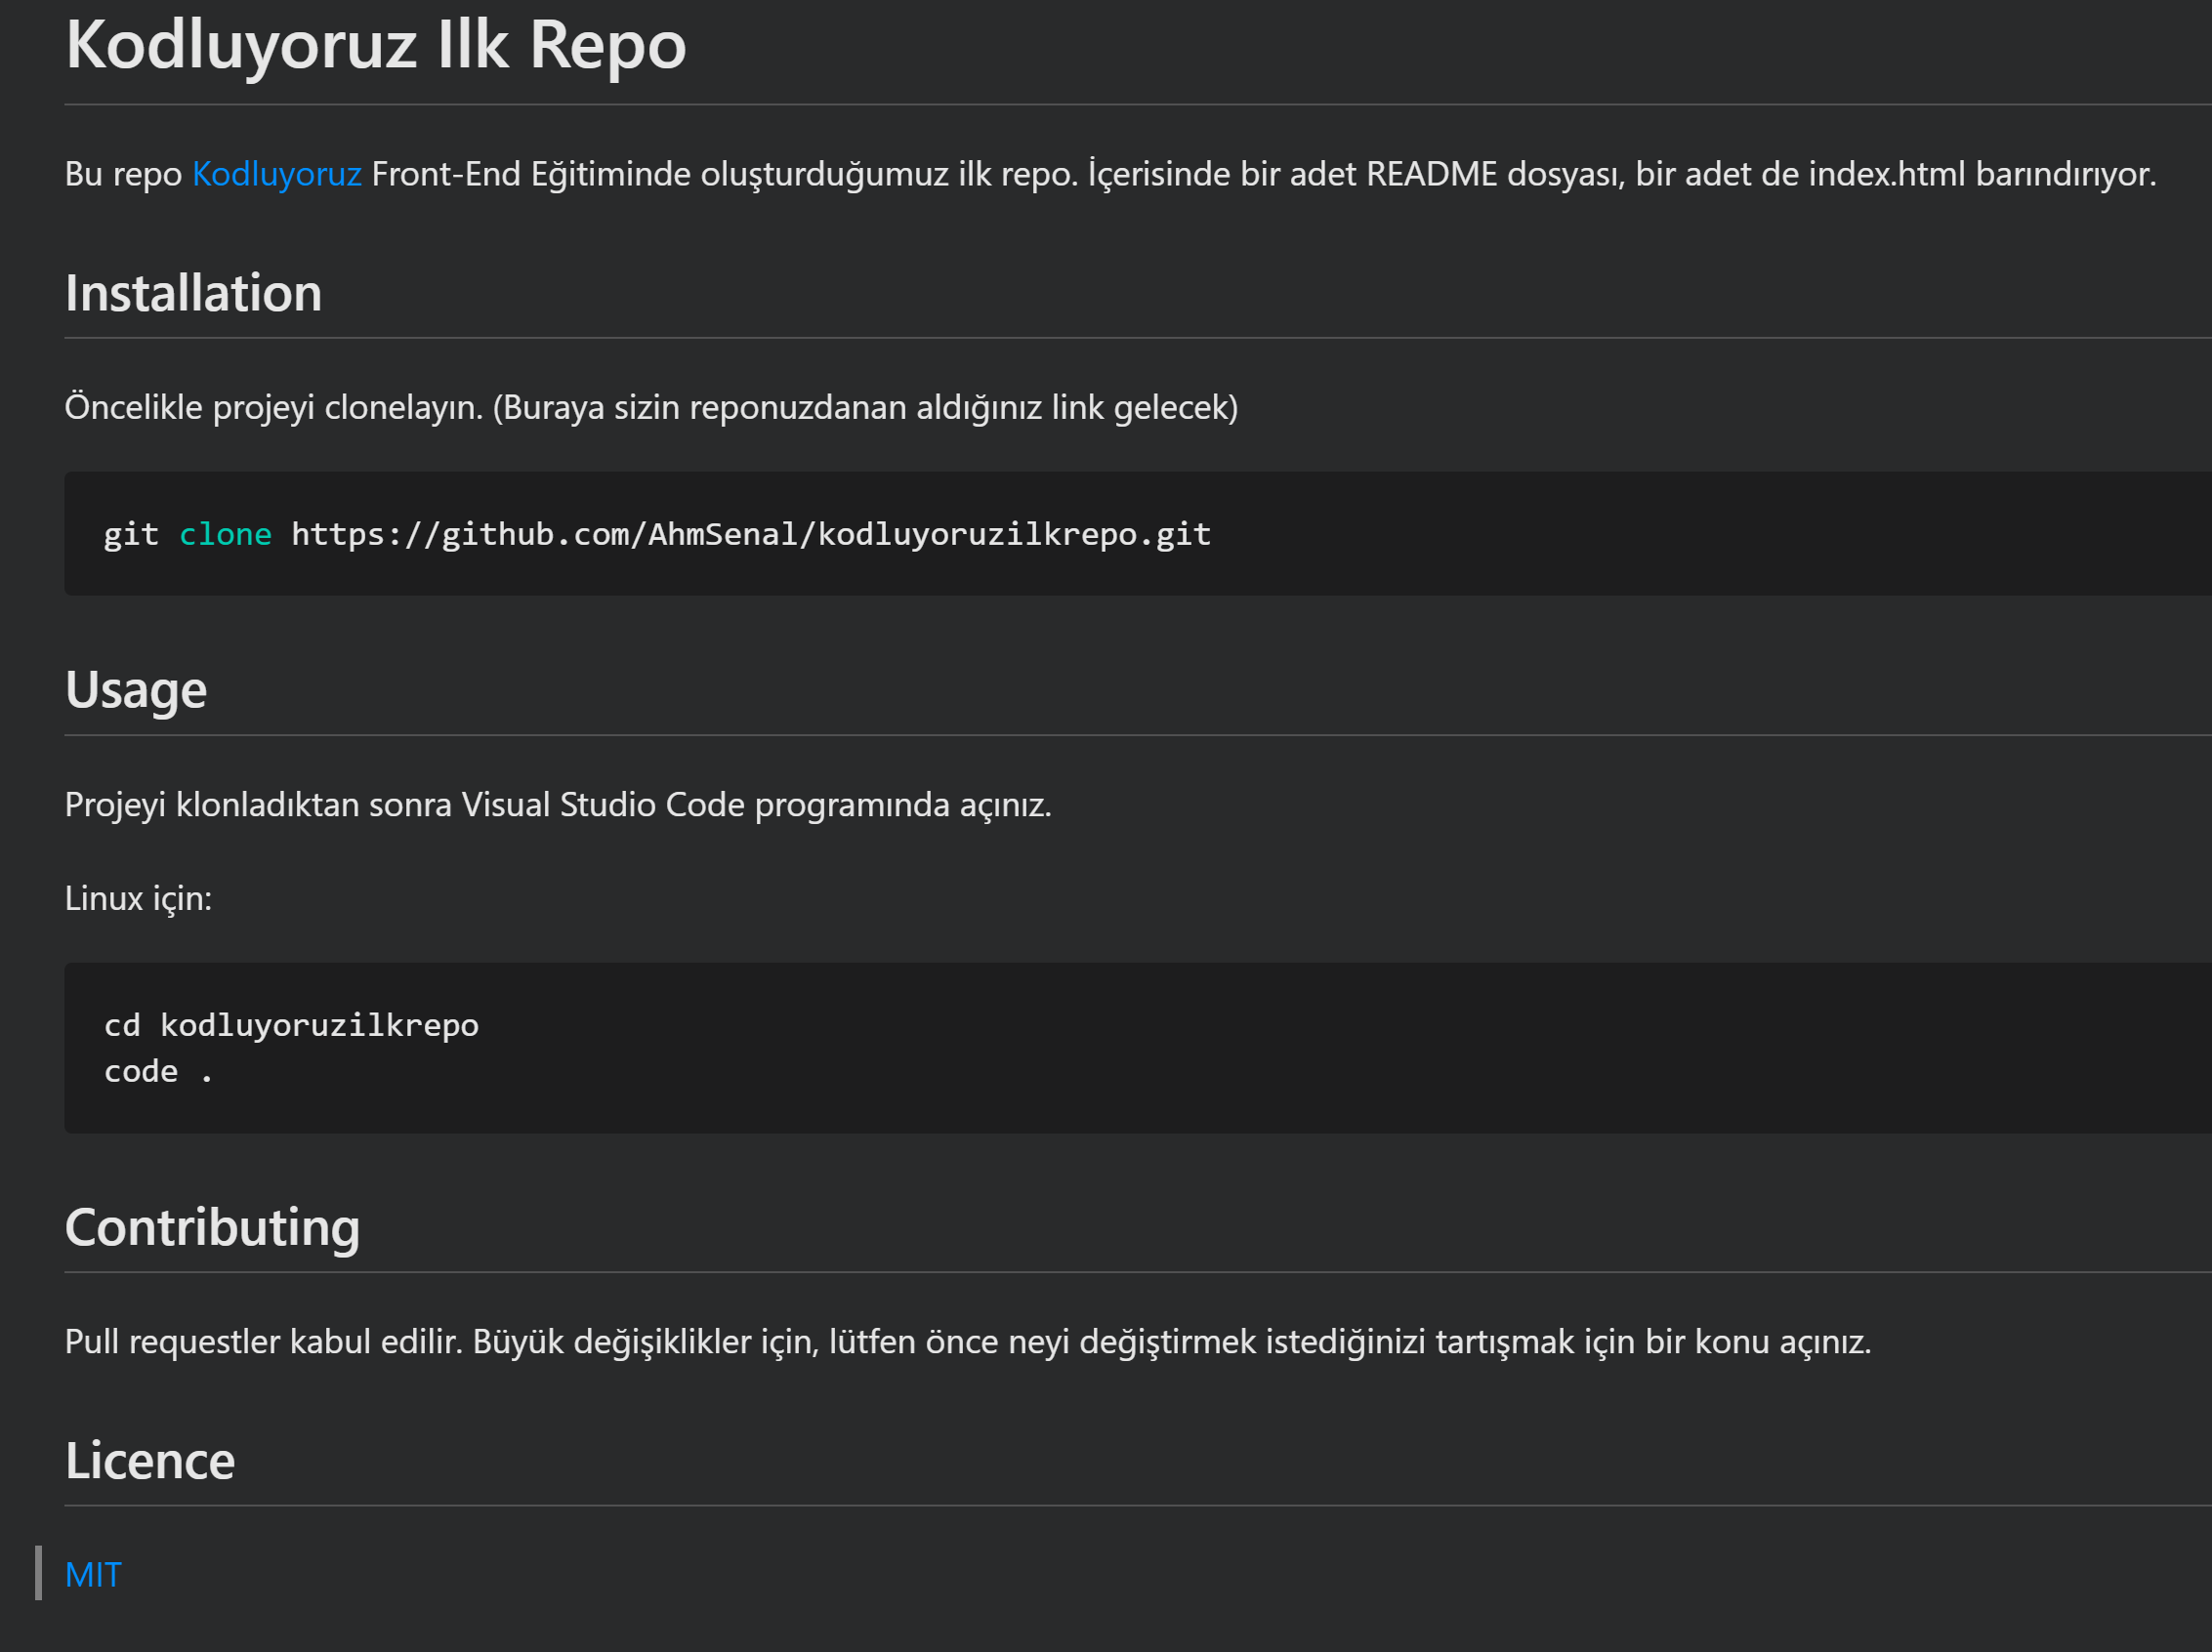 Kodluyoruz Ilk Repo
Bu repo Kodluyoruz Front-End Eğitiminde oluşturduğumuz ilk repo. İçerisinde bir adet README dosyası, bir adet de index.html barındırıyor.
Installation
Öncelikle projeyi clonelayın. (Buraya sizin reponuzdanan aldığınız link gelecek)
git clone https://github.com/AhmSenal/kodluyoruzilkrepo.git
Usage
Projeyi klonladıktan sonra Visual Studio Code programında açınız.
Linux için:
cd kodluyoruzilkrepo
code .
Contributing
Pull requestler kabul edilir. Büyük değişiklikler için, lütfen önce neyi değiştirmek istediğinizi tartışmak için bir konu açınız.
Licence
MIT